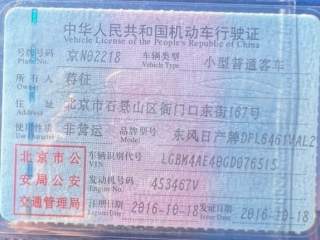 中华人民共和国机动车行驶证
Vehicle License of the People's Republic of China
号牌号码 京N02218 车辆类型 小型普通客车
Plate No. Vehicle Type
所有人 蓉征
Owner
住址 北京市石景山区衙门口东街167号
Address
使用性质 非营运 品牌型号 东风日产牌DFL6461VAL2
Use Character Model
北京市公 车辆识别代号 LGBM4AE40GD076515
VIN
安局公安 发动机号码 453467V
Engine No.
交通管理局 注册日期 2016-10-18 发证日期 2016-10-18
Register Date Issue Date